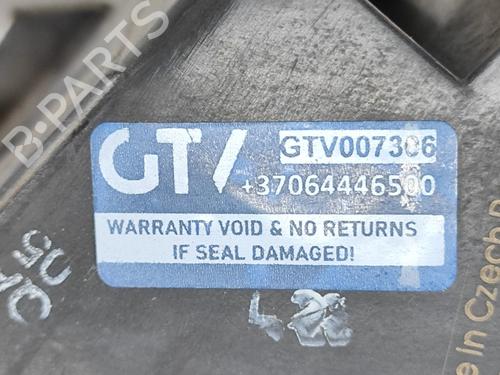 B-PARTS
GTV
GTV007306
+37064446500
WARRANTY VOID & NO RETURNS
IF SEAL DAMAGED!
in Czech